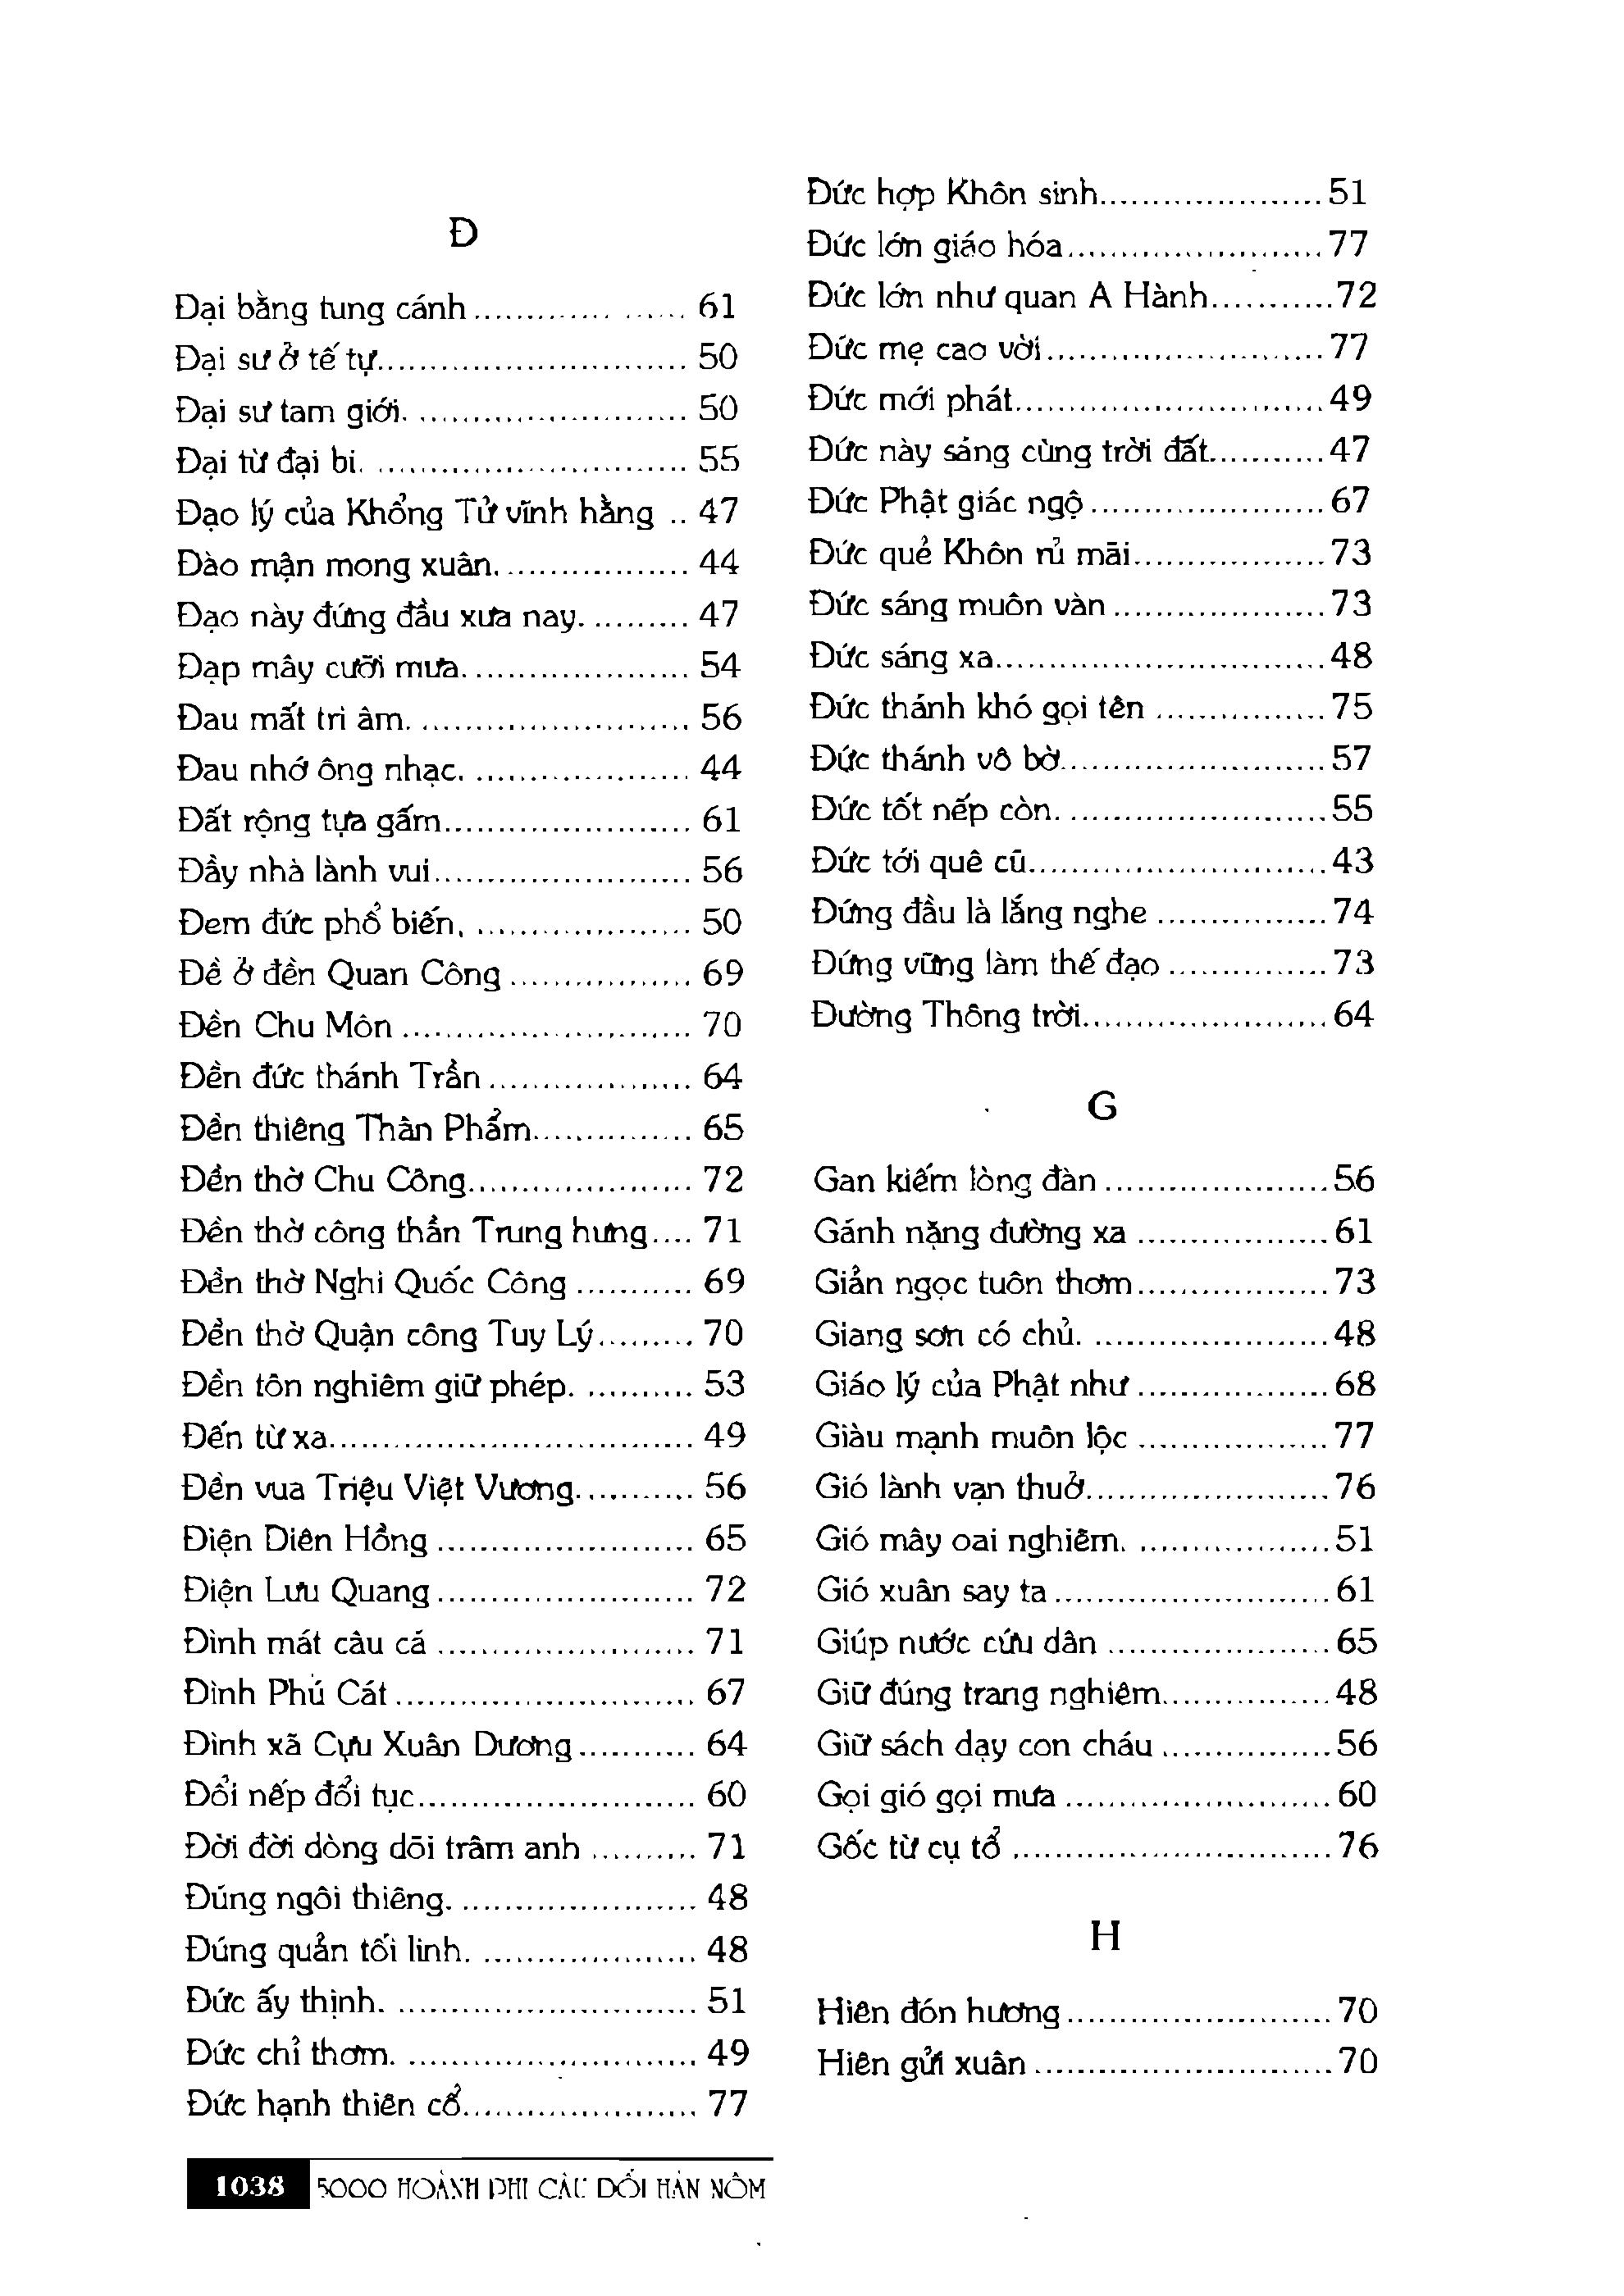 Đ
Đại bằng tung cánh ........................ 61
Đại sư ở tế tự............................. 50
Đại sư tam giới. ......................... 50
Đại từ đại bi. ............................. 55
Đạo lý của Khổng Tử vĩnh hằng .. 47
Đào mận mong xuân.................. 44
Đạo này đứng đầu xưa nay. ......... 47
Đạp mây cưỡi mưa..................... 54
Đau mất tri âm. ......................... 56
Đau nhớ ông nhạc. .................... 44
Đất rộng tựa gấm....................... 61
Đầy nhà lành vui........................ 56
Đem đức phổ biến. .................... 50
Đề ở đền Quan Công ................. 69
Đền Chu Môn ........................... 70
Đền đức thánh Trần ................... 64
Đền thiêng Thân Phẩm............... 65
Đền thờ Chu Công..................... 72
Đền thờ công thần Trung hưng.... 71
Đền thờ Nghi Quốc Công ........... 69
Đền thờ Quận công Tuy Lý......... 70
Đền tôn nghiêm giữ phép. .......... 53
Đến từ xa.................................. 49
Đền vua Triệu Việt Vương........... 56
Điện Diên Hồng ........................ 65
Điện Lưu Quang ........................ 72
Đình mát câu cá ........................ 71
Đình Phú Cát ............................ 67
Đình xã Cựu Xuân Dương ........... 64
Đổi nếp đổi tục.......................... 60
Đời đời dòng dõi trâm anh .......... 71
Đúng ngôi thiêng. ...................... 48
Đúng quản tối linh. .................... 48
Đức ấy thịnh. ............................ 51
Đức chỉ thơm. ........................... 49
Đức hạnh thiên cổ...................... 77
Đức hợp Khôn sinh.....................51
Đức lớn giáo hóa........................77
Đức lớn như quan A Hành...........72
Đức mẹ cao vời..........................77
Đức mới phát.............................49
Đức này sáng cùng trời đất...........47
Đức Phật giác ngộ ......................67
Đức quẻ Khôn rủ mãi..................73
Đức sáng muôn vàn ....................73
Đức sáng xa...............................48
Đức thánh khó gọi tên ................75
Đức thánh vô bờ.........................57
Đức tốt nếp còn. ........................55
Đức tới quê cũ............................43
Đứng đầu là lắng nghe ................74
Đứng vững làm thế đạo ...............73
Đường Thông trời.......................64
G
Gan kiếm lòng đàn .....................56
Gánh nặng đường xa ..................61
Giản ngọc tuôn thơm..................73
Giang sơn có chủ. ......................48
Giáo lý của Phật như ..................68
Giàu mạnh muôn lộc ..................77
Gió lành vạn thuở.......................76
Gió mây oai nghiêm. ..................51
Gió xuân say ta ..........................61
Giúp nước cứu dân .....................65
Giữ đúng trang nghiêm................48
Giữ sách dạy con cháu ................56
Gọi gió gọi mưa .........................60
Gốc từ cụ tổ ..............................76
H
Hiên đón hương .........................70
Hiên gửi xuân ............................70
1038 5000 HOÀNH PHI CÂU ĐỐI HÁN NÔM